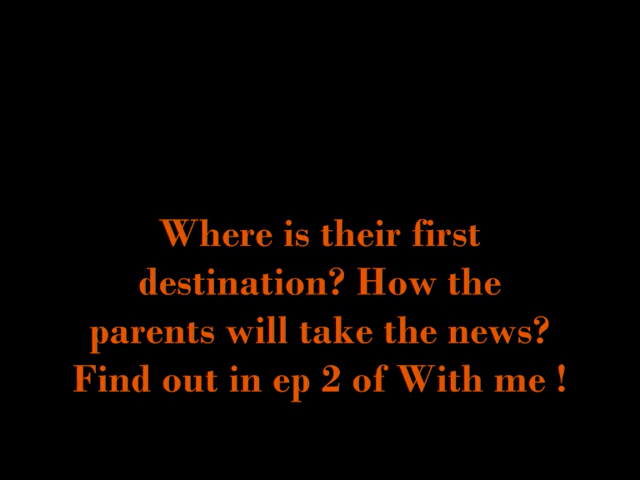 Where is their first
destination? How the
parents will take the news?
Find out in ep 2 of With me !